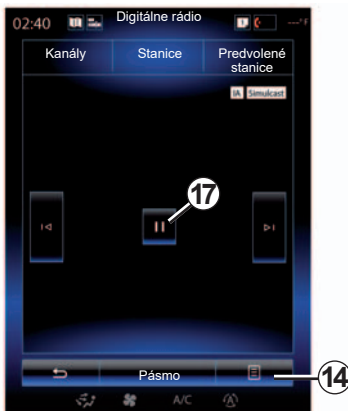 02:40 Digitálne rádio ---°F
Kanály Stanice Predvolené
stanice
IA Simulcast
17
Pásmo
14
A/C